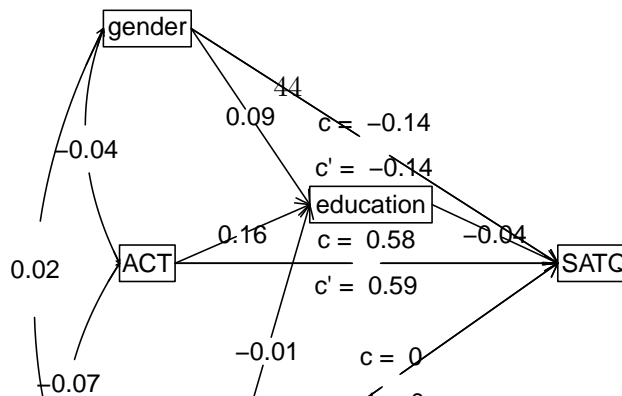 gender
44
0.09
c = −0.14
−0.04
c' = −0.14
education
0.16
c = 0.58
−0.04
ACT
SATQ
0.02
c' = 0.59
−0.01
c = 0
−0.07